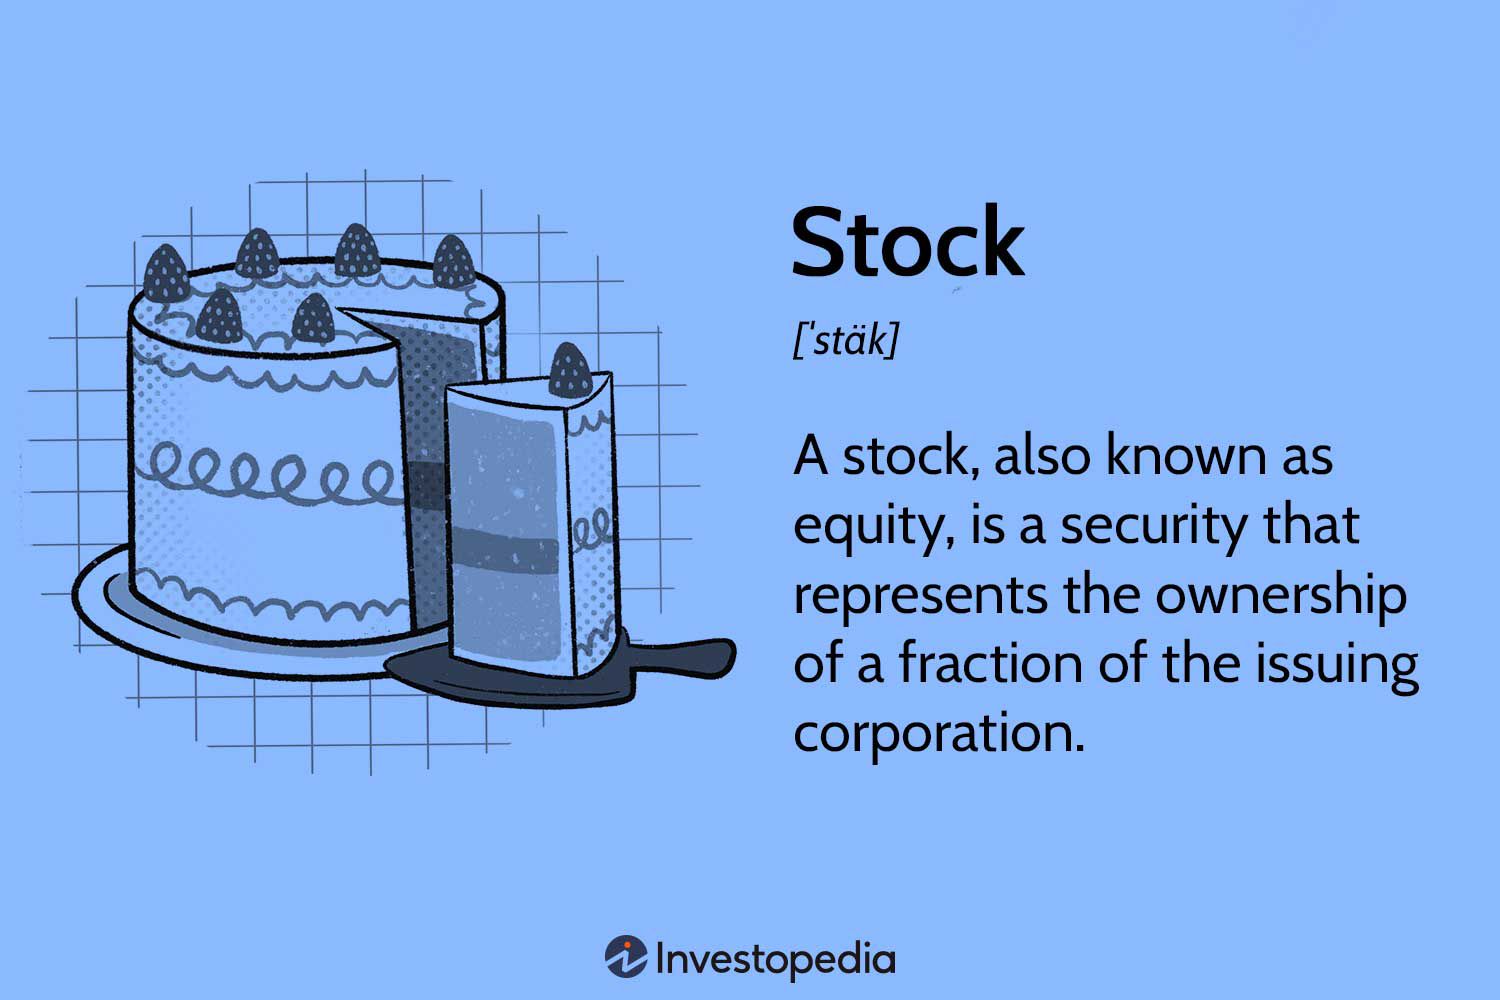 Stock
[ˈstäk]
A stock, also known as
equity, is a security that
represents the ownership
of a fraction of the issuing
corporation.
Investopedia